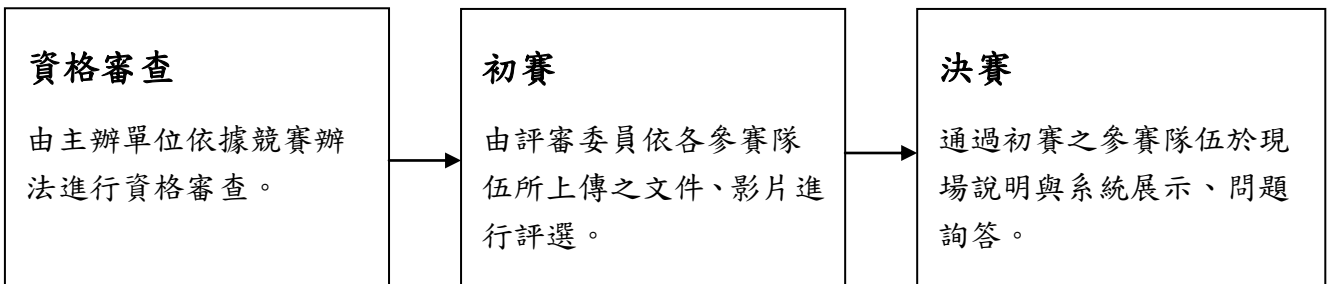 資格審查
由主辦單位依據競賽辦
法進行資格審查。
初賽
由評審委員依各參賽隊
伍所上傳之文件、影片進
行評選。
決賽
通過初賽之參賽隊伍於現
場說明與系統展示、問題
詢答。